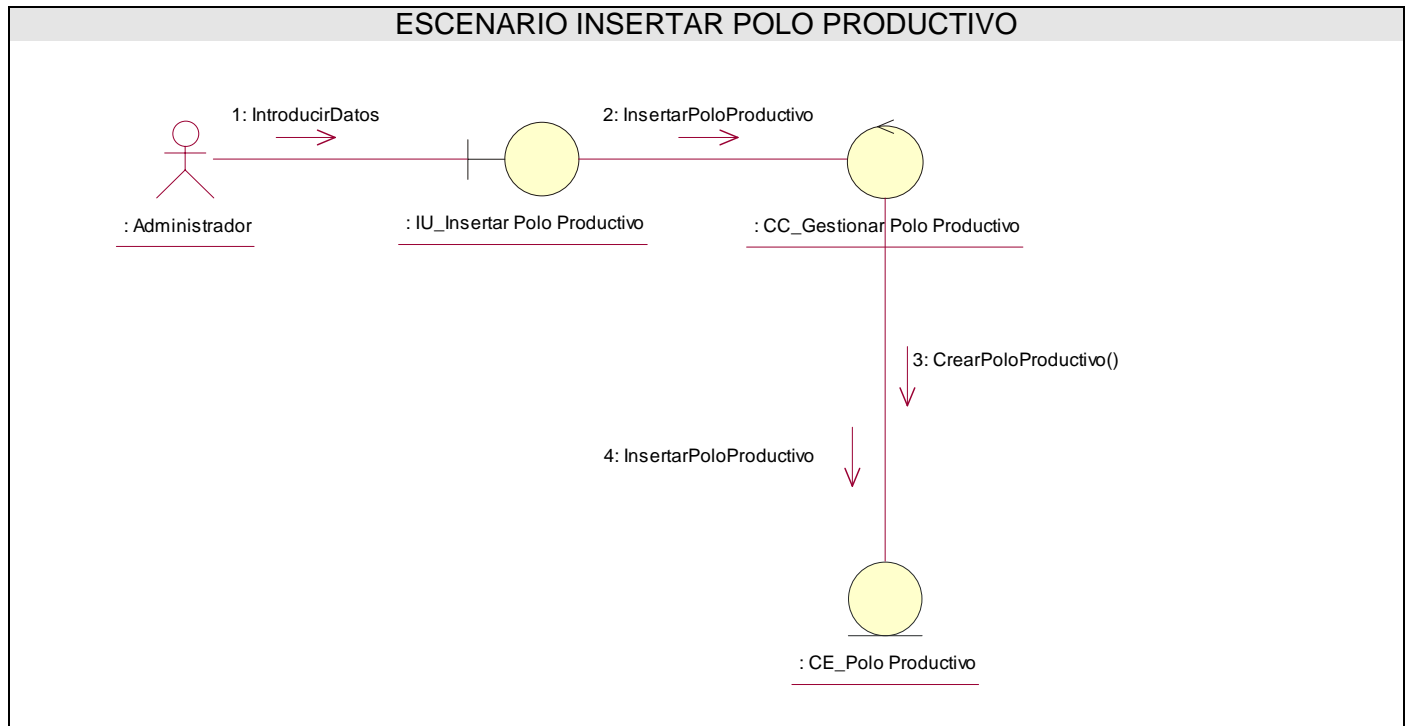 ESCENARIO INSERTAR POLO PRODUCTIVO
1: IntroducirDatos
2: InsertarPoloProductivo
: Administrador
: IU_Insertar Polo Productivo
: CC_Gestionar Polo Productivo
3: CrearPoloProductivo()
4: InsertarPoloProductivo
: CE_Polo Productivo